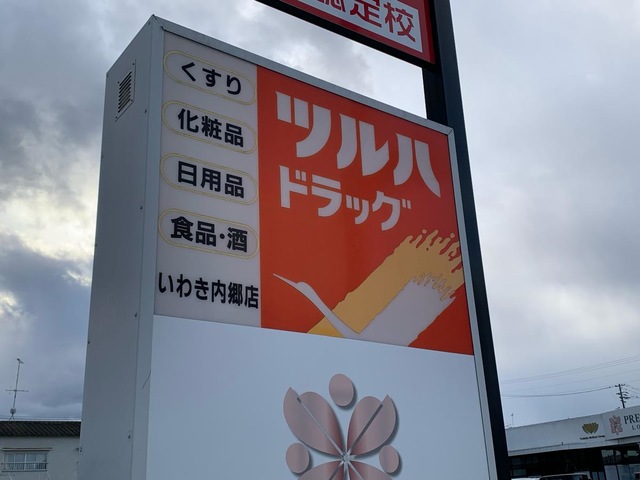 定校
くすり
化粧品
日用品
食品・酒
いわき内郷店
ツルハ
ドラッグ
PRE